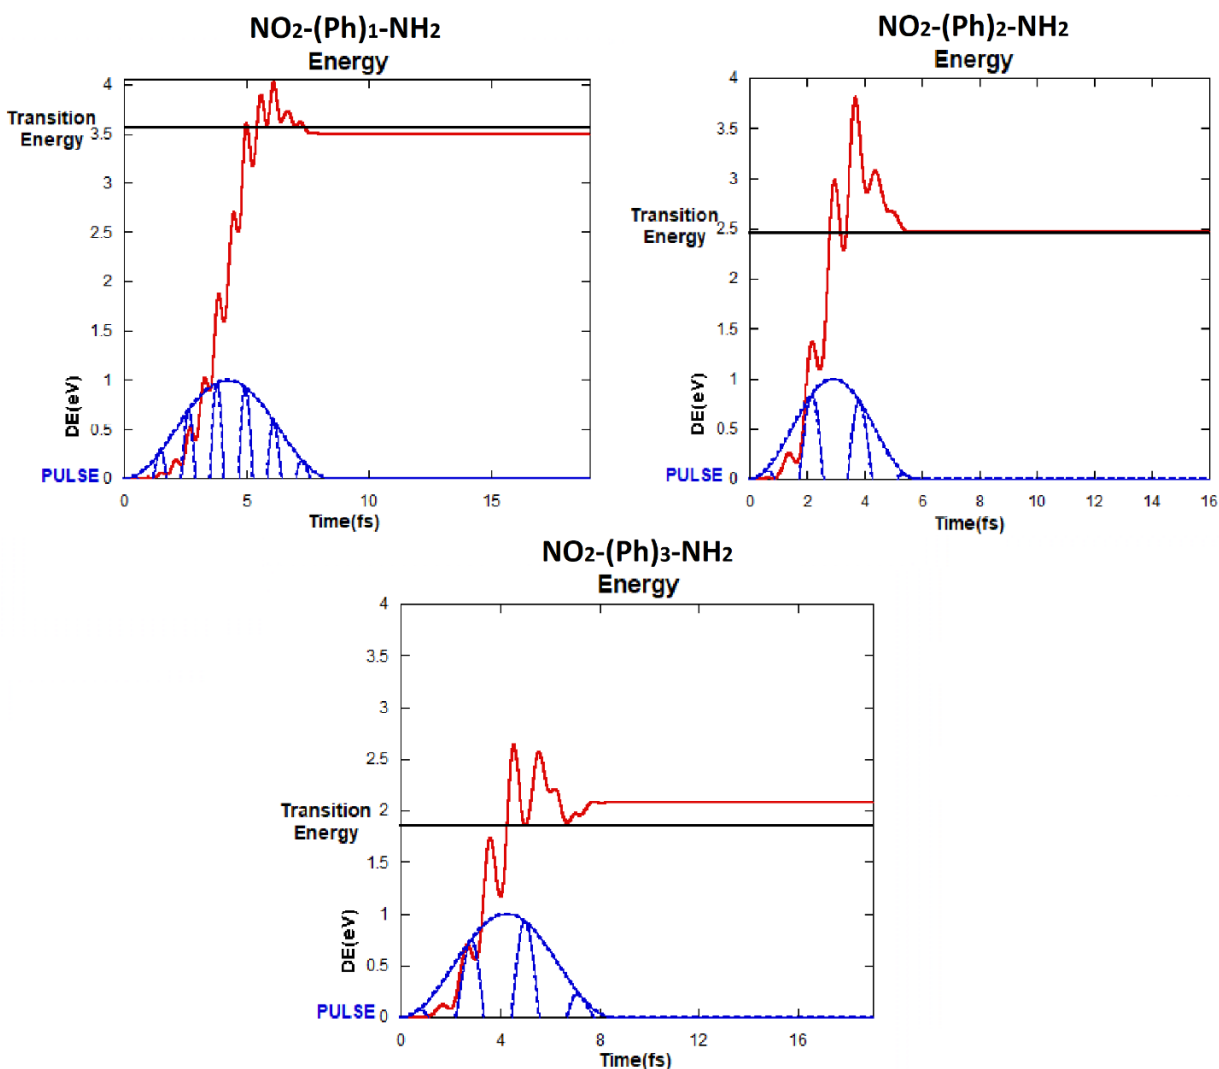 NO2-(Ph)1-NH2
Energy
4
Transition
Energy
3.5
3
2.5
2
1.5
1
0.5
0
DE(eV)
PULSE
0 5 10 15
Time(fs)
NO2-(Ph)2-NH2
Energy
4
3.5
3
Transition
Energy
2.5
2
1.5
1
0.5
0
DE(eV)
PULSE
0 2 4 6 8 10 12 14 16
Time(fs)
NO2-(Ph)3-NH2
Energy
4
3.5
3
2.5
2
Transition
Energy
1.5
1
0.5
0
DE(eV)
PULSE
0 4 8 12 16
Time(fs)